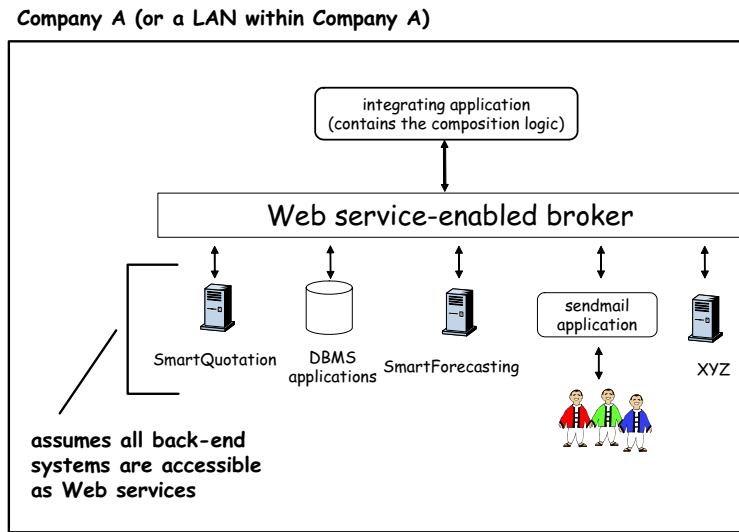 Company A (or a LAN within Company A)
integrating application
(contains the composition logic)
Web service-enabled broker
SmartQuotation
DBMS
applications
SmartForecasting
sendmail
application
XYZ
assumes all back-end
systems are accessible
as Web services